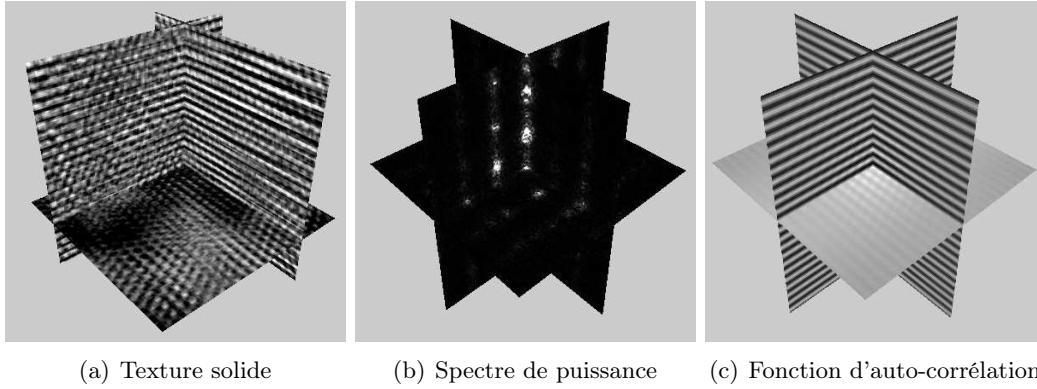 (a) Texture solide
(b) Spectre de puissance
(c) Fonction d'auto-corrélation